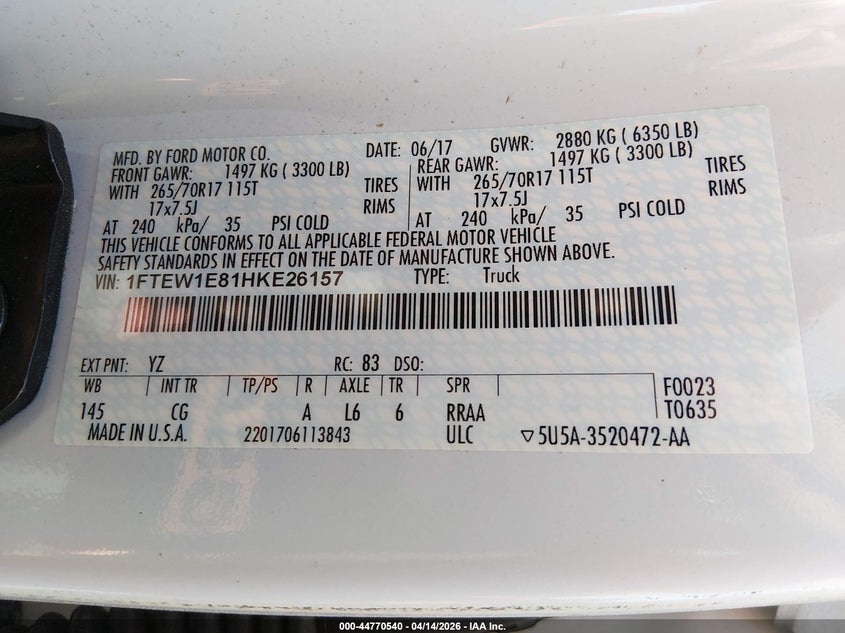 MFD. BY FORD MOTOR CO. DATE: 06/17 GVWR: 2880 KG ( 6350 LB)
FRONT GAWR: 1497 KG ( 3300 LB) REAR GAWR: 1497 KG ( 3300 LB)
WITH 265/70R17 115T TIRES WITH 265/70R17 115T TIRES
17x7.5J RIMS 17x7.5J RIMS
AT 240 kPa/ 35 PSI COLD AT 240 kPa/ 35 PSI COLD
THIS VEHICLE CONFORMS TO ALL APPLICABLE FEDERAL MOTOR VEHICLE
SAFETY STANDARDS IN EFFECT ON THE DATE OF MANUFACTURE SHOWN ABOVE.
VIN: 1FTEW1E81HKE26157 TYPE: Truck
EXT PNT: YZ RC: 83 DSO:
WB INT TR TP/PS R AXLE TR SPR F0023
145 CG A L6 6 RRAA T0635
MADE IN U.S.A. 2201706113843 ULC ▽5U5A-3520472-AA
000-44770540 - 04/14/2026 - IAA Inc.